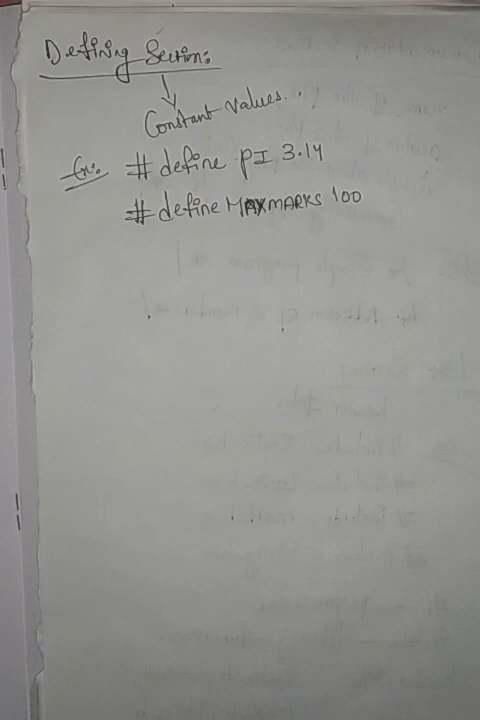 Defining Section:
Constant values..
Ex:. # define PI 3.14
# define MAXMARKS 100